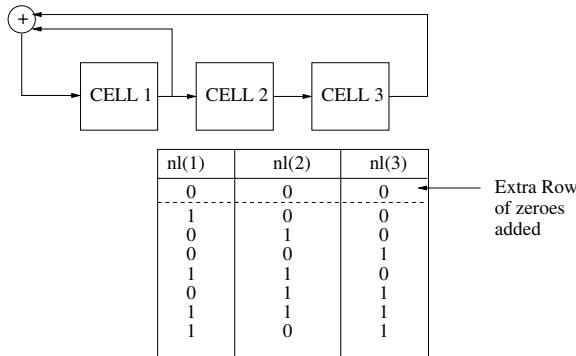 +
CELL 1 CELL 2 CELL 3
nl(1) nl(2) nl(3)
0 0 0
Extra Row
of zeroes
added
1 0 0
0 1 0
0 0 1
1 1 0
0 1 1
1 1 1
1 0 1